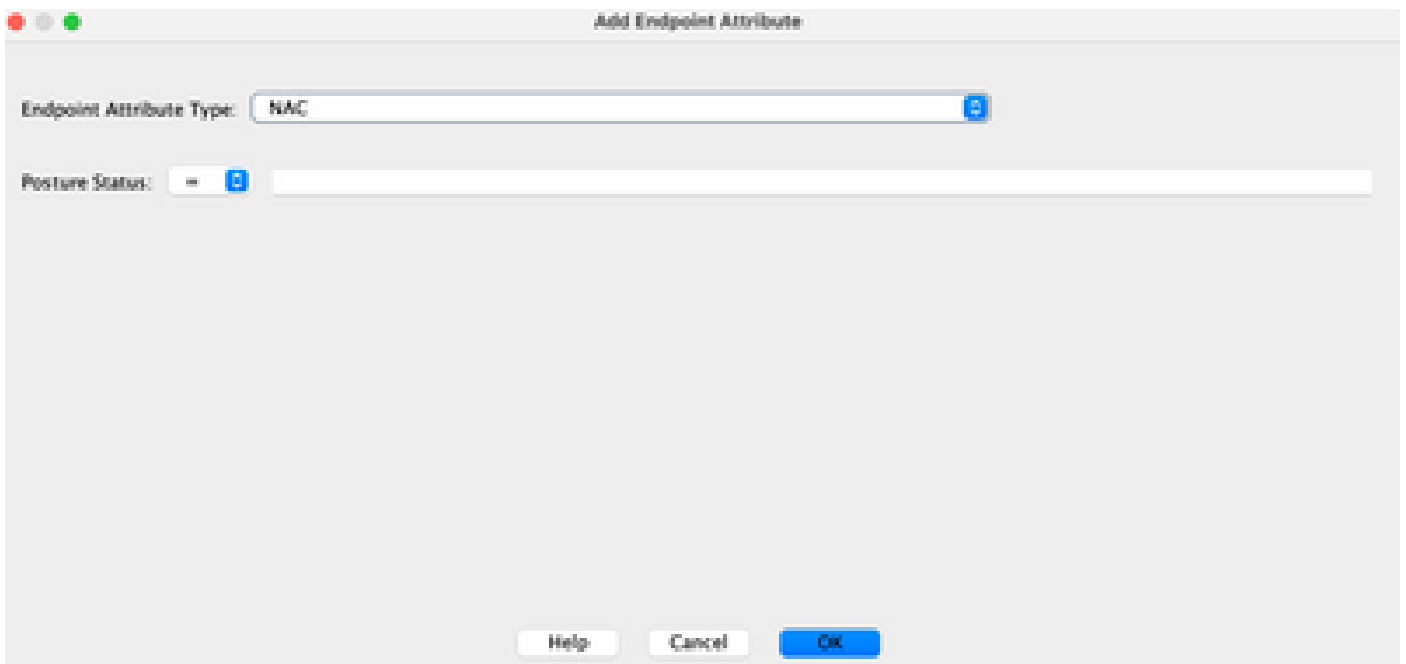 Add Endpoint Attribute
Endpoint Attribute Type: NAC
Posture Status: =
Help Cancel OK